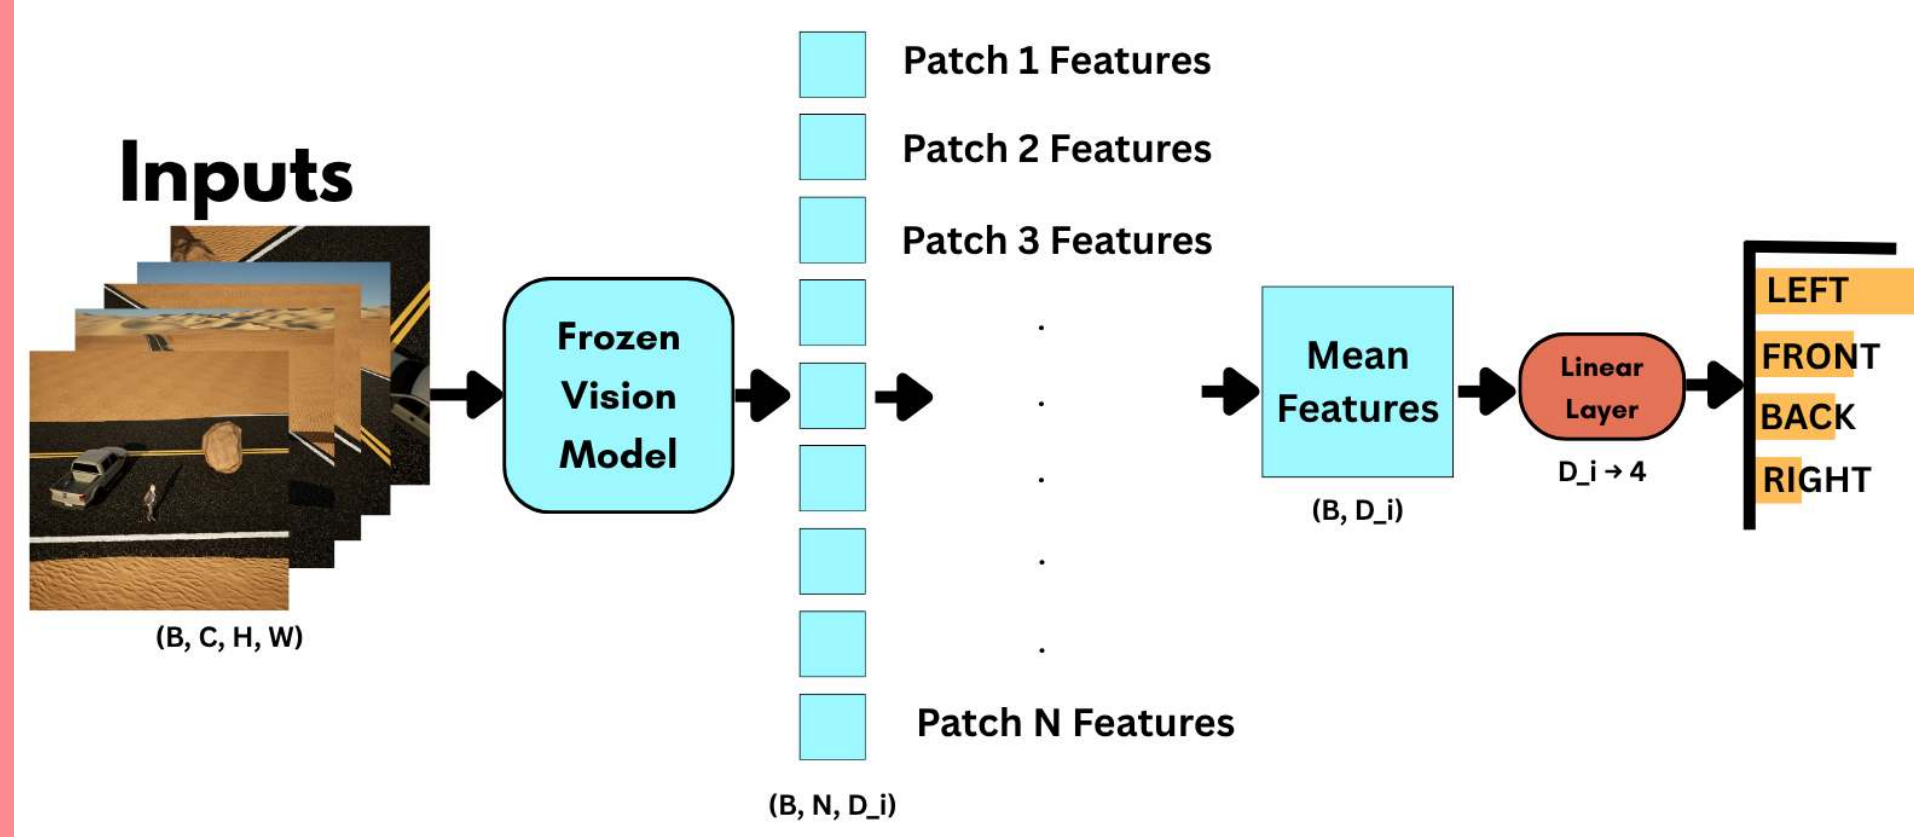 Inputs
(B, C, H, W)
Frozen
Vision
Model
Patch 1 Features
Patch 2 Features
Patch 3 Features
.
.
.
.
.
Patch N Features
(B, N, D_i)
Mean
Features
(B, D_i)
Linear
Layer
D_i → 4
LEFT
FRONT
BACK
RIGHT